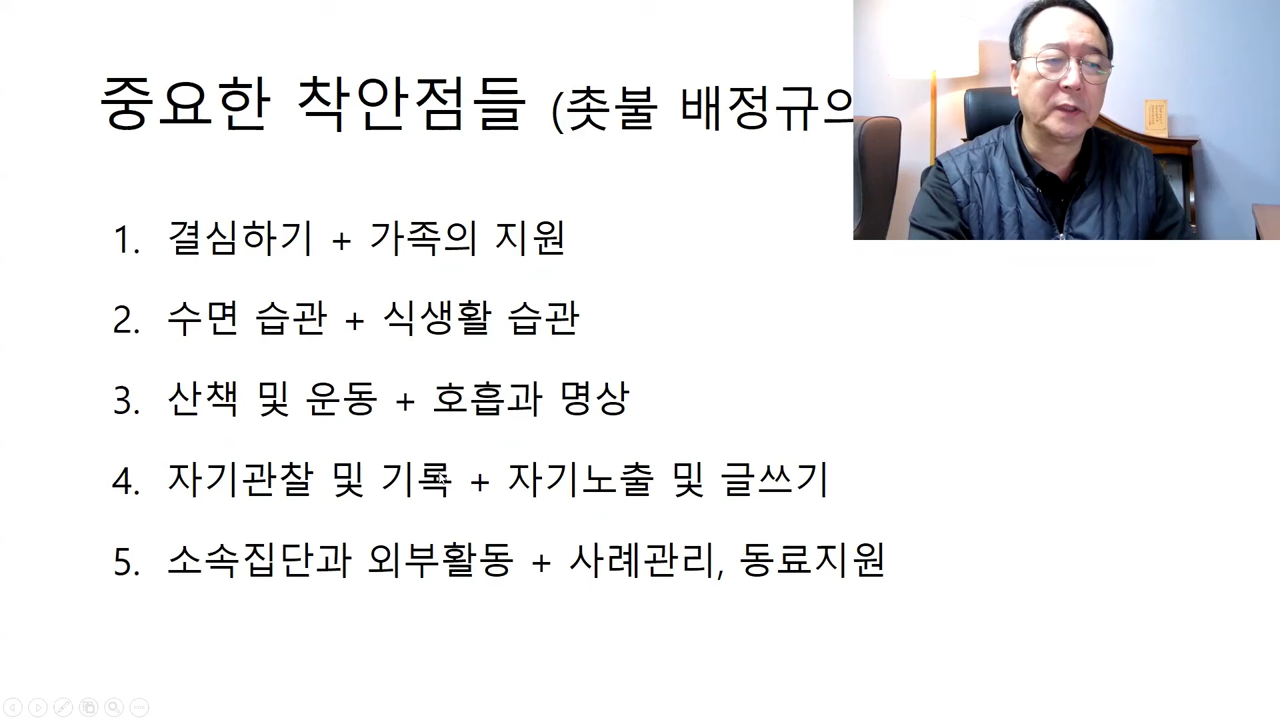 중요한 착안점들 (촛불 배정규의
1. 결심하기 + 가족의 지원
2. 수면 습관 + 식생활 습관
3. 산책 및 운동 + 호흡과 명상
4. 자기관찰 및 기록 + 자기노출 및 글쓰기
5. 소속집단과 외부활동 + 사례관리, 동료지원